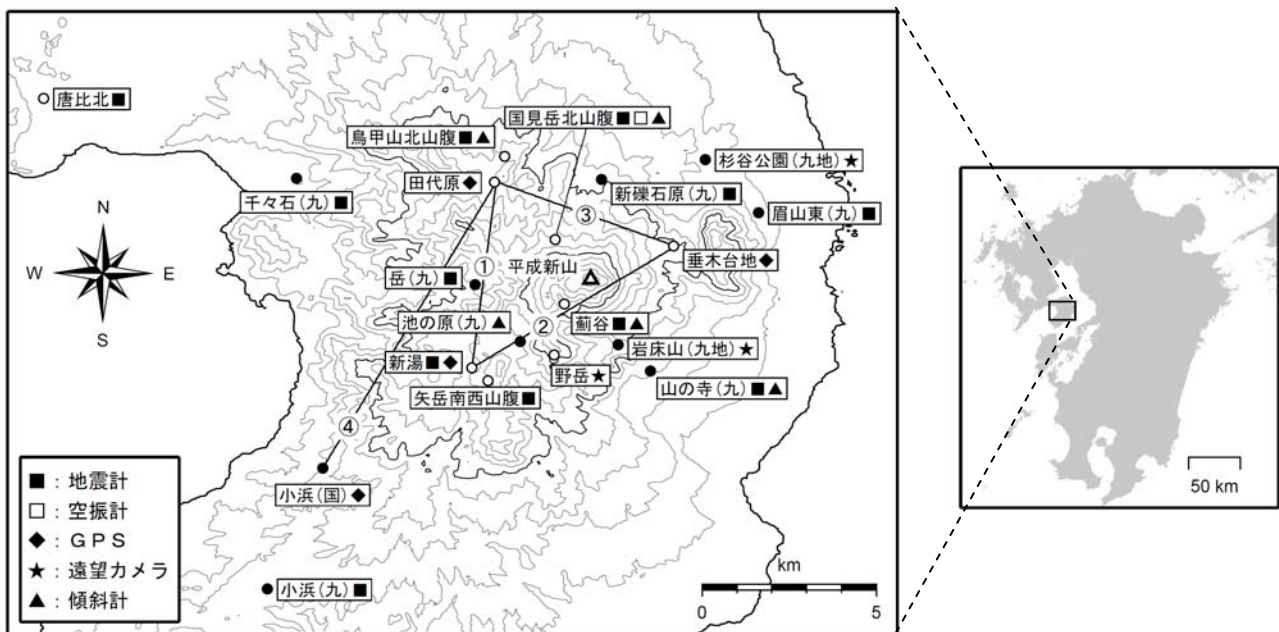 唐比北■
国見岳北山腹■□▲
鳥甲山北山腹■▲
杉谷公園(九地)★
田代原◆
千々石(九)■
新礫石原(九)■
眉山東(九)■
N
W E
S
③
垂木台地◆
平成新山
①
岳(九)■
池の原(九)▲
②
薊谷■▲
新湯■◆
岩床山(九地)★
野岳★
山の寺(九)■▲
矢岳南西山腹■
④
小浜(国)◆
■:地震計
□:空振計
◆:GPS
★:遠望カメラ
▲:傾斜計
小浜(九)■
km
0 5
50 km